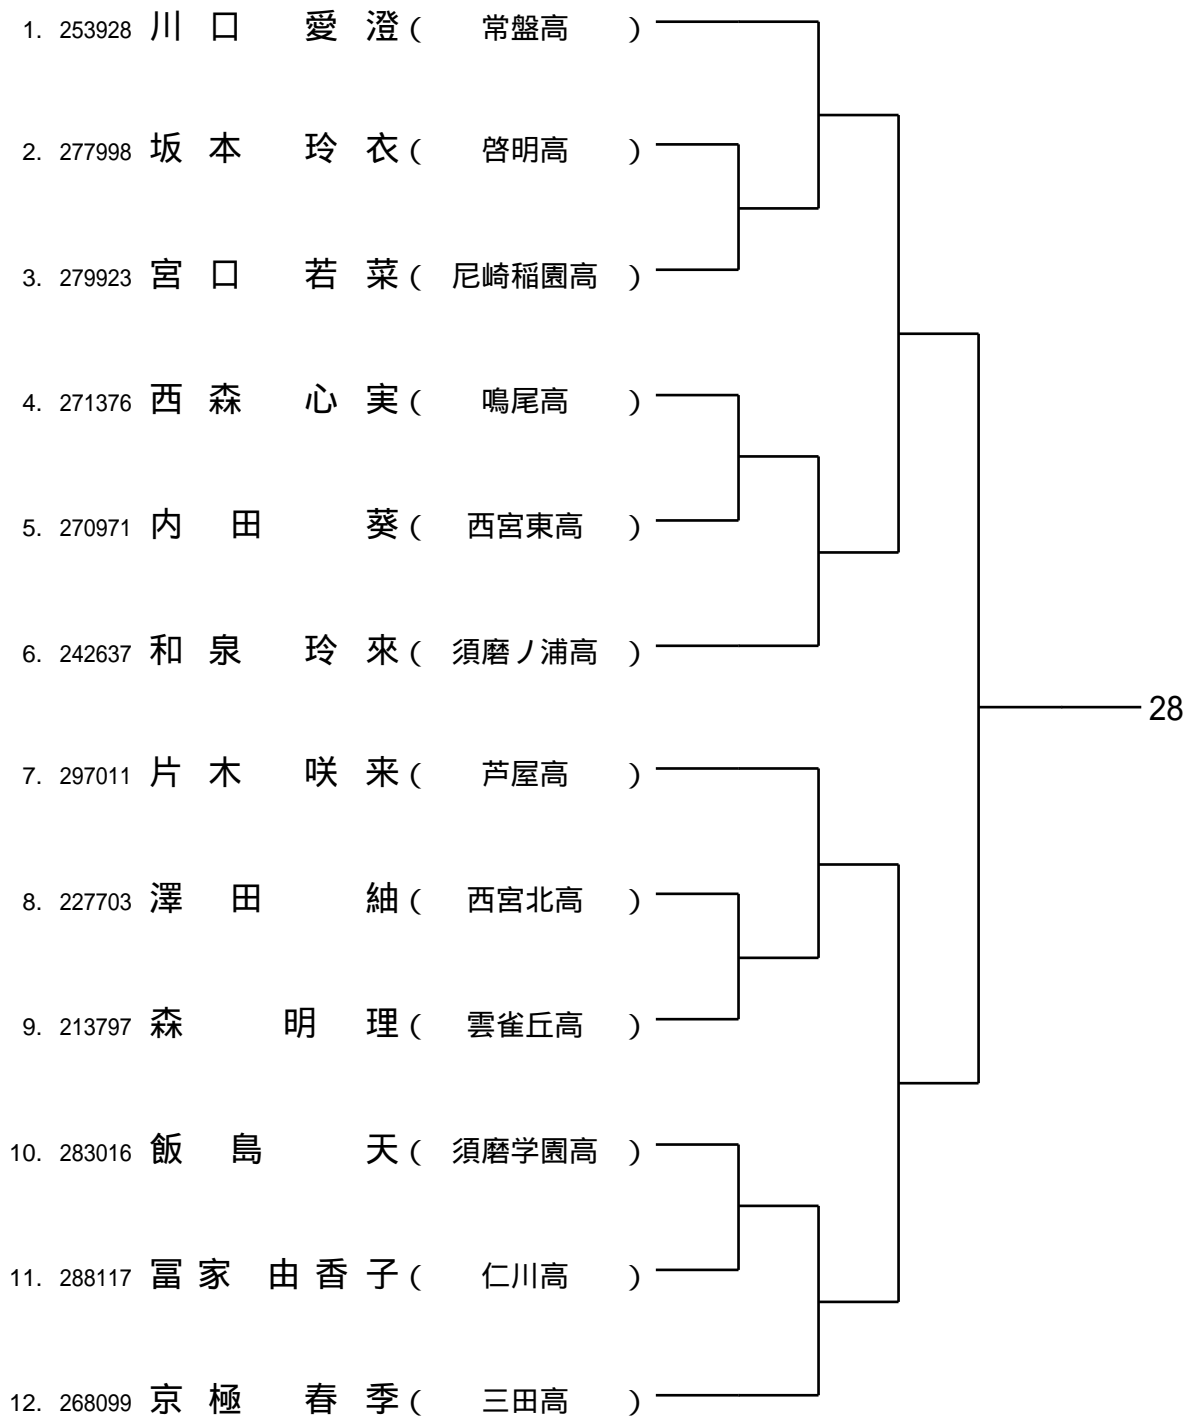 1. 253928 川口 愛澄 ( 常盤高 )
2. 277998 坂本 玲衣 ( 啓明高 )
3. 279923 宮口 若菜 ( 尼崎稲園高 )
4. 271376 西森 心実 ( 鳴尾高 )
5. 270971 内田 葵 ( 西宮東高 )
6. 242637 和泉 玲來 ( 須磨ノ浦高 )
28
7. 297011 片木 咲来 ( 芦屋高 )
8. 227703 澤田 紬 ( 西宮北高 )
9. 213797 森 明理 ( 雲雀丘高 )
10. 283016 飯島 天 ( 須磨学園高 )
11. 288117 冨家 由香子 ( 仁川高 )
12. 268099 京極 春季 ( 三田高 )